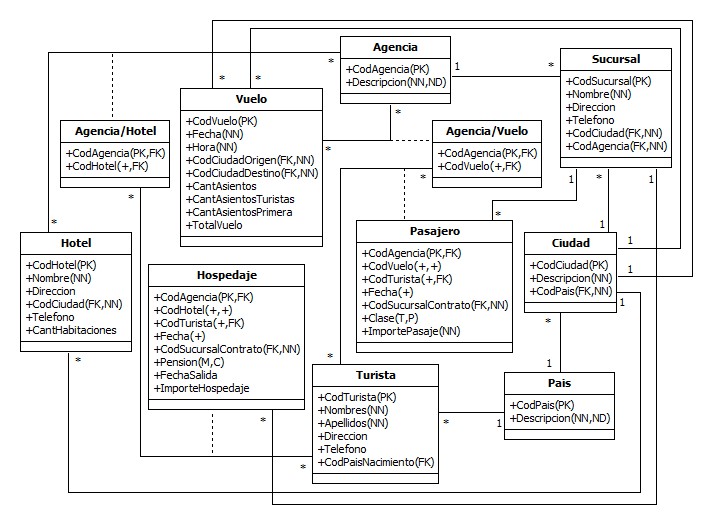 Agencia
+CodAgencia(PK)
+Descripcion(NN,ND)
1
*
*
*
Sucursal
+CodSucursal(PK)
+Nombre(NN)
+Direccion
+Telefono
+CodCiudad(FK,NN)
+CodAgencia(FK,NN)
1
*
1
*
*
Vuelo
+CodVuelo(PK)
+Fecha(NN)
+Hora(NN)
+CodCiudadOrigen(FK,NN)
+CodCiudadDestino(FK,NN)
+CantAsientos
+CantAsientosTuristas
+CantAsientosPrimera
+TotalVuelo
*
Agencia/Hotel
+CodAgencia(PK,FK)
+CodHotel(+,FK)
*
Agencia/Vuelo
+CodAgencia(PK,FK)
+CodVuelo(+,FK)
*
*
Hotel
+CodHotel(PK)
+Nombre(NN)
+Direccion
+CodCiudad(FK,NN)
+Telefono
+CantHabitaciones
*
Hospedaje
+CodAgencia(PK,FK)
+CodHotel(+,+)
+CodTurista(+,FK)
+Fecha(+)
+CodSucursalContrato(FK,NN)
+Pension(M,C)
+FechaSalida
+ImporteHospedaje
*
*
Pasajero
+CodAgencia(PK,FK)
+CodVuelo(+,+)
+CodTurista(+,FK)
+Fecha(+)
+CodSucursalContrato(FK,NN)
+Clase(T,P)
+ImportePasaje(NN)
1
Ciudad
+CodCiudad(PK)
+Descripcion(NN)
+CodPais(FK,NN)
1
1
1
*
1
*
Turista
+CodTurista(PK)
+Nombres(NN)
+Apellidos(NN)
+Direccion
+Telefono
+CodPaisNacimiento(FK)
*
*
1
Pais
+CodPais(PK)
+Descripcion(NN,ND)